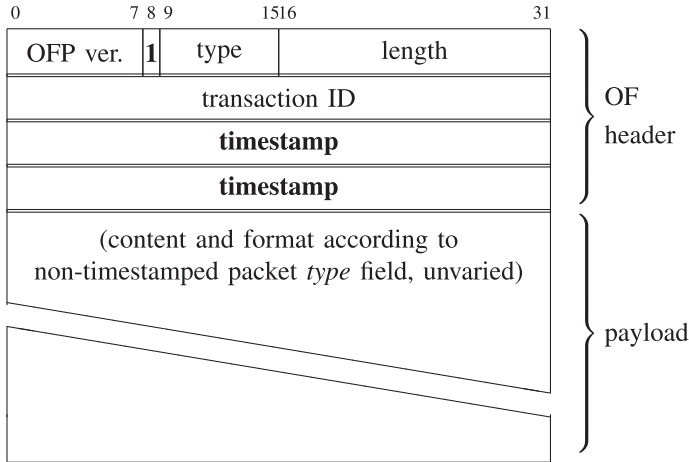 0 7 8 9 1516 31
OFP ver. 1 type length
transaction ID
timestamp
timestamp
OF
header
(content and format according to
non-timestamped packet type field, unvaried)
payload